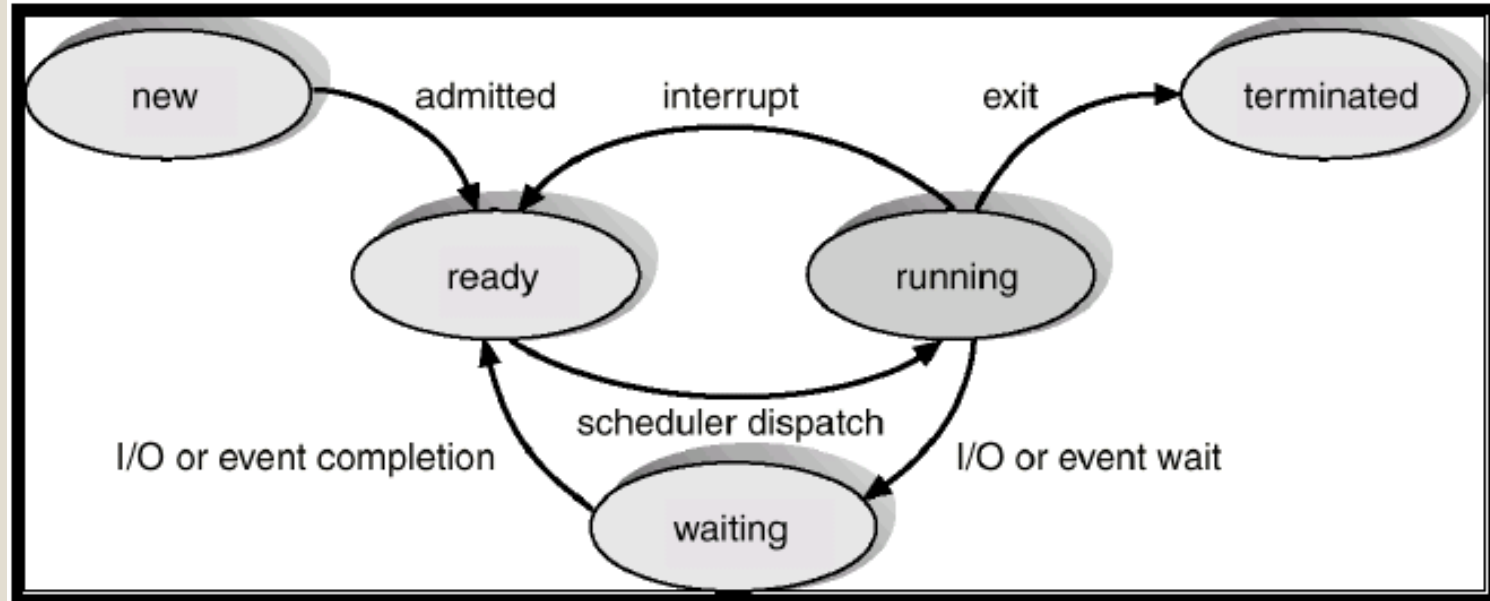 new
admitted
interrupt
exit
terminated
ready
running
scheduler dispatch
I/O or event completion
I/O or event wait
waiting